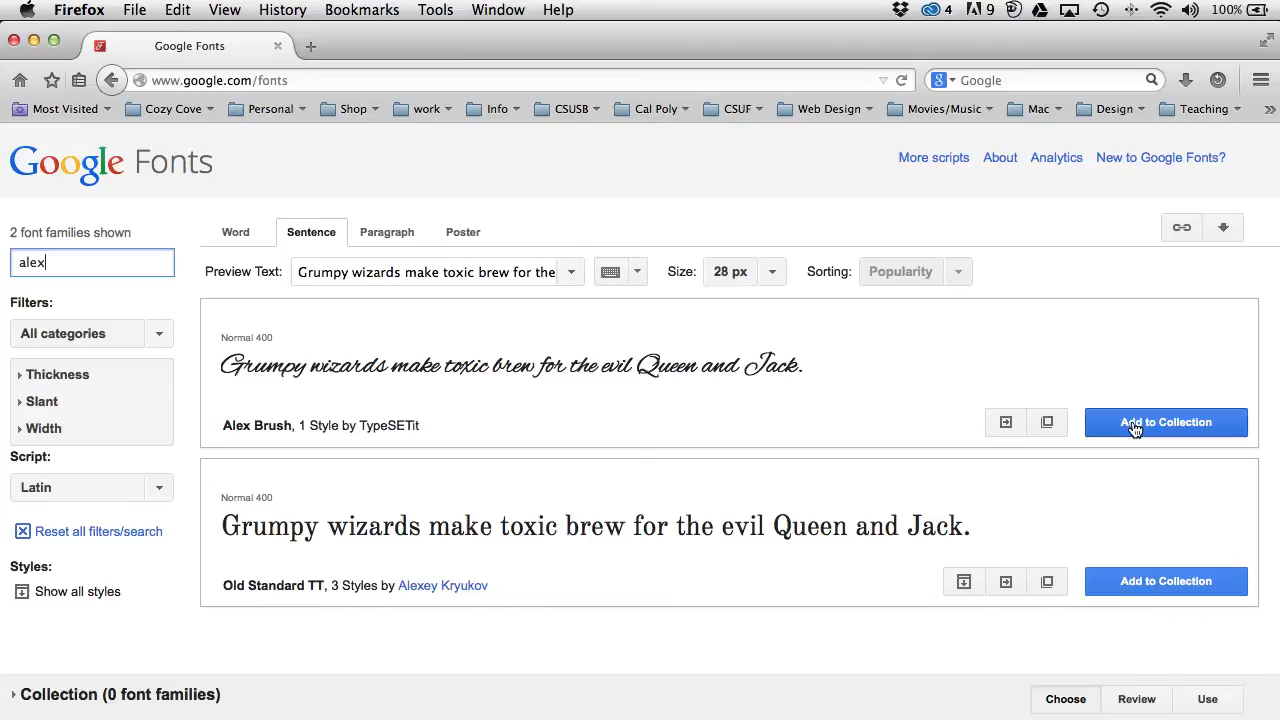 Firefox File Edit View History Bookmarks Tools Window Help 4 9 100%
Google Fonts
www.google.com/fonts Google
Most Visited Cozy Cove Personal Shop work Info CSUSB Cal Poly CSUF Web Design Movies/Music Mac Design Teaching
Google Fonts More scripts About Analytics New to Google Fonts?
2 font families shown Word Sentence Paragraph Poster
alex Preview Text: Grumpy wizards make toxic brew for the Size: 28 px Sorting: Popularity
Filters:
All categories
Thickness
Slant
Width
Script:
Latin
Reset all filters/search
Styles:
Show all styles
Normal 400
Grumpy wizards make toxic brew for the evil Queen and Jack.
Alex Brush, 1 Style by TypeSETit Add to Collection
Normal 400
Grumpy wizards make toxic brew for the evil Queen and Jack.
Old Standard TT, 3 Styles by Alexey Kryukov Add to Collection
Collection (0 font families) Choose Review Use